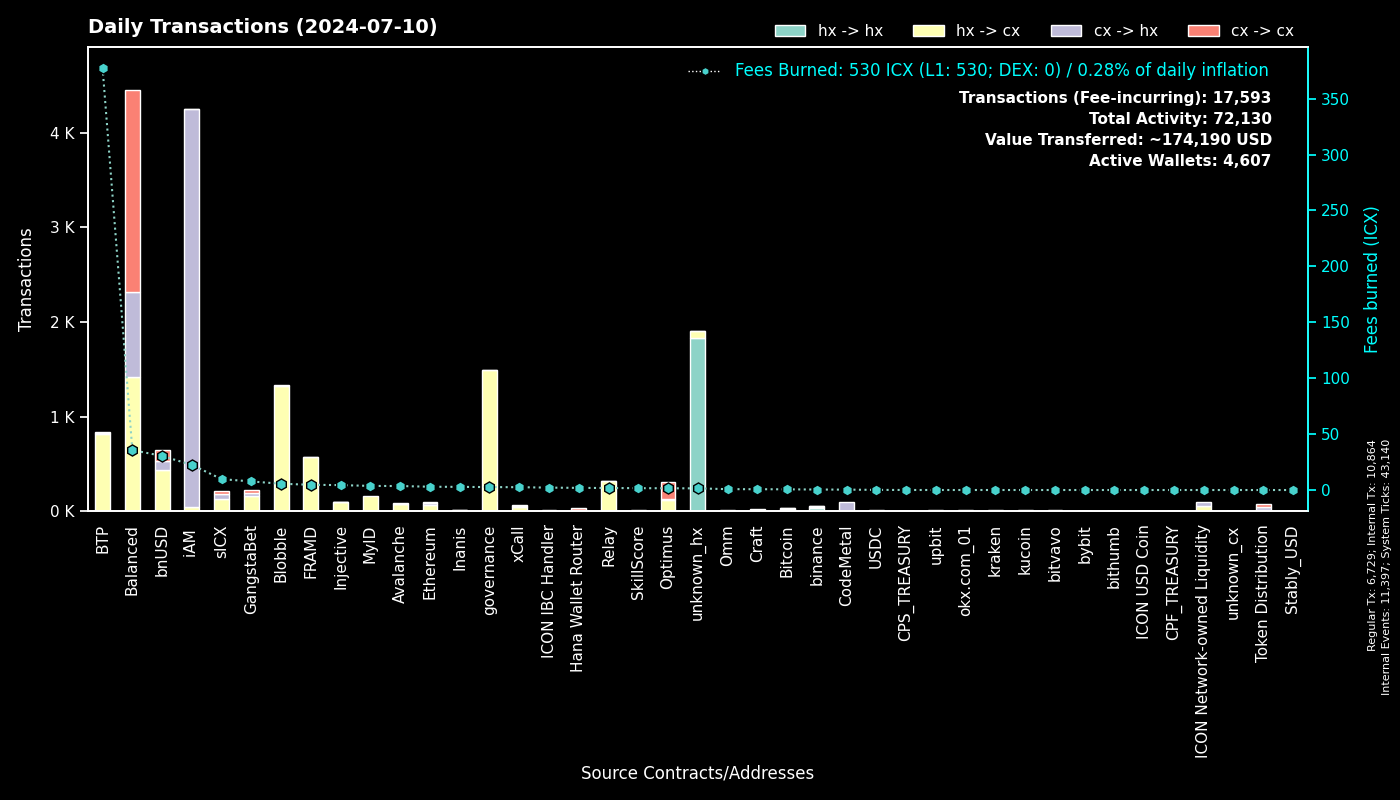 Daily Transactions (2024-07-10)
hx -> hx
hx -> cx
cx -> hx
cx -> cx
Fees Burned: 530 ICX (L1: 530; DEX: 0) / 0.28% of daily inflation
Transactions (Fee-incurring): 17,593
Total Activity: 72,130
Value Transferred: ~174,190 USD
Active Wallets: 4,607
Transactions
4 K
3 K
2 K
1 K
0 K
350
300
250
200
150
100
50
0
Fees burned (ICX)
BTP
Balanced
bnUSD
iAM
sICX
GangstaBet
Blobble
FRAMD
Injective
MyID
Avalanche
Ethereum
Inanis
governance
xCall
ICON IBC Handler
Hana Wallet Router
Relay
SkillScore
Optimus
unknown_hx
Omm
Craft
Bitcoin
binance
CodeMetal
USDC
CPS_TREASURY
upbit
okx.com_01
kraken
kucoin
bitvavo
bybit
bithumb
ICON USD Coin
CPF_TREASURY
ICON Network-owned Liquidity
unknown_cx
Token Distribution
Stably_USD
Source Contracts/Addresses
Regular Tx: 6,729; Internal Tx: 10,864
Internal Events: 11,397; System Ticks: 43,140